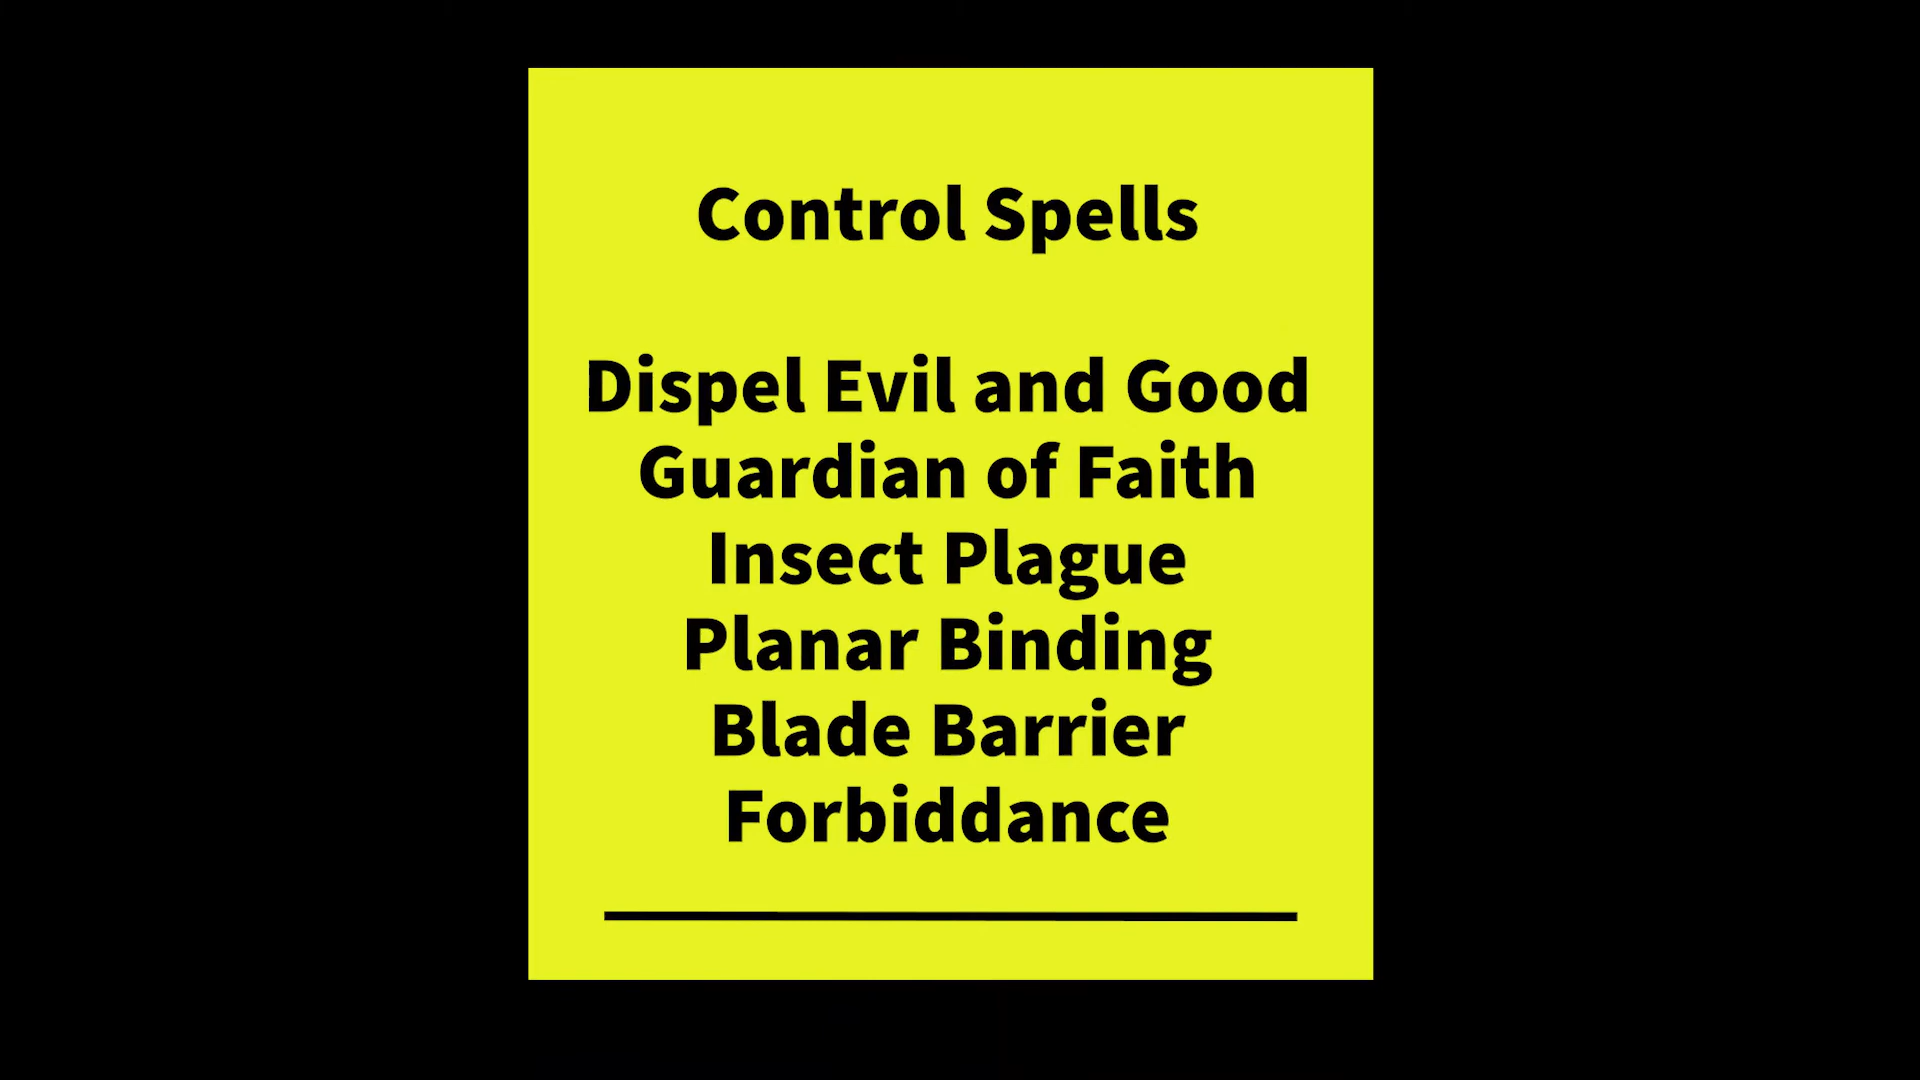 Control Spells
Dispel Evil and Good
Guardian of Faith
Insect Plague
Planar Binding
Blade Barrier
Forbiddance